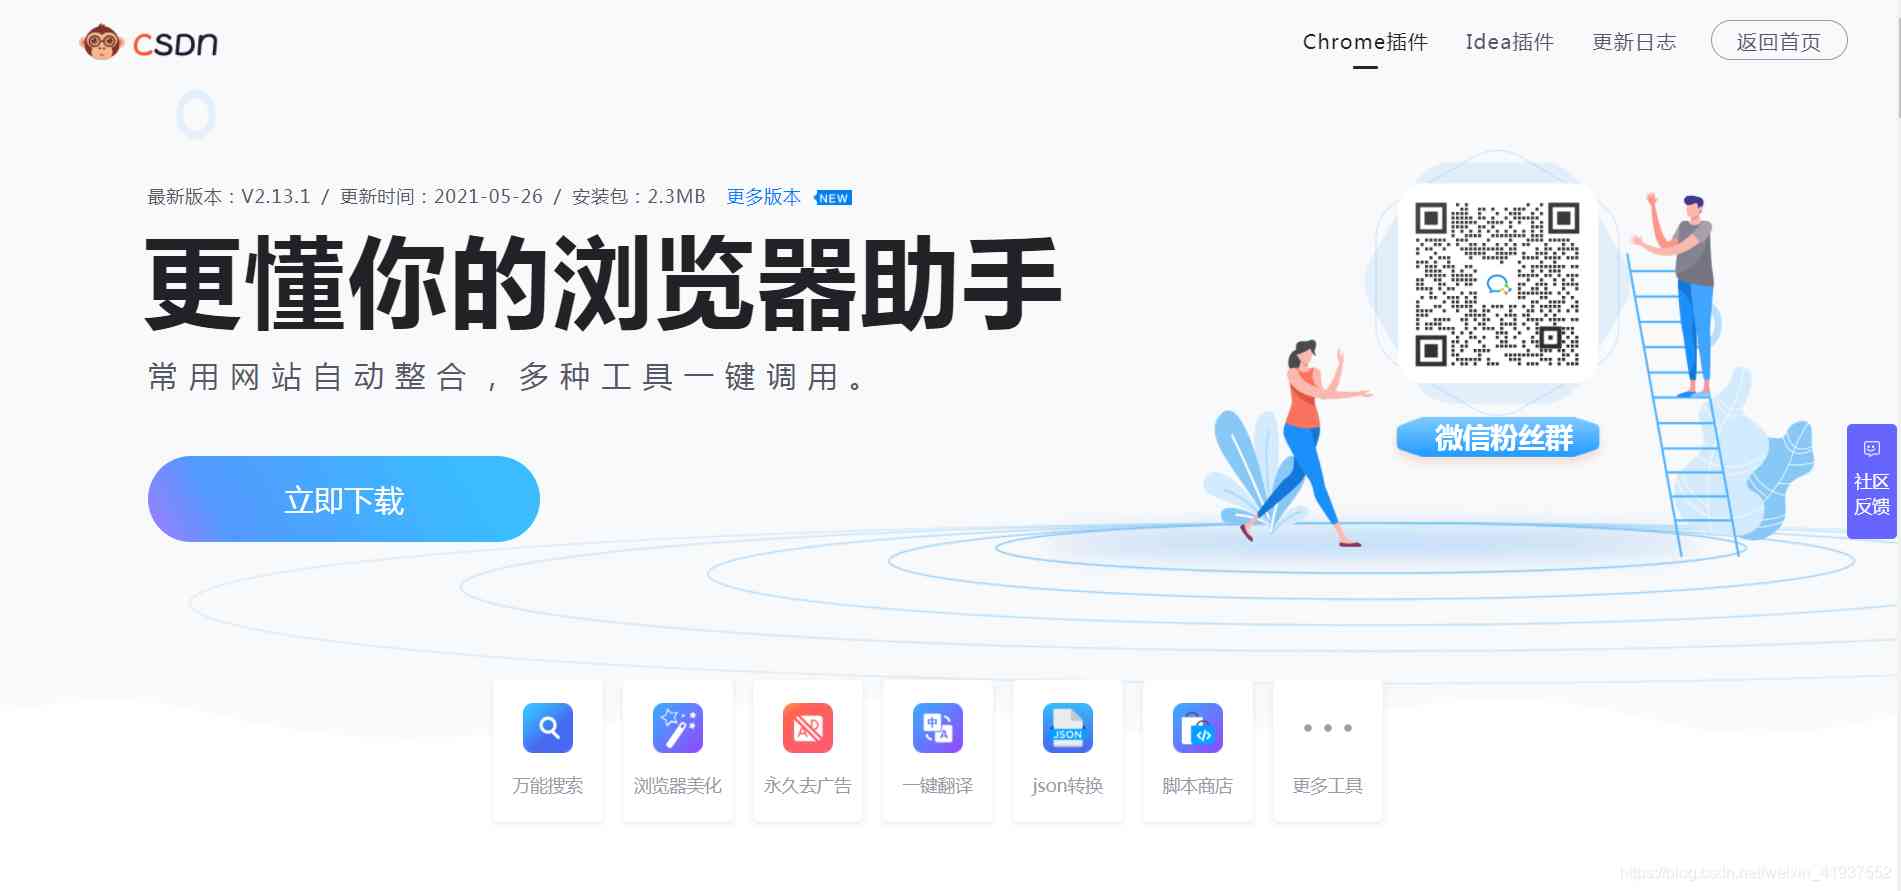 CSDN
Chrome插件 Idea插件 更新日志 返回首页
最新版本：V2.13.1 / 更新时间：2021-05-26 / 安装包：2.3MB 更多版本 NEW
更懂你的浏览器助手
常用网站自动整合，多种工具一键调用。
立即下载
微信粉丝群
社区
反馈
中 A
JSON
万能搜索 浏览器美化 永久去广告 一键翻译 json转换 脚本商店 更多工具
https://blog.csdn.net/weixin_41937552